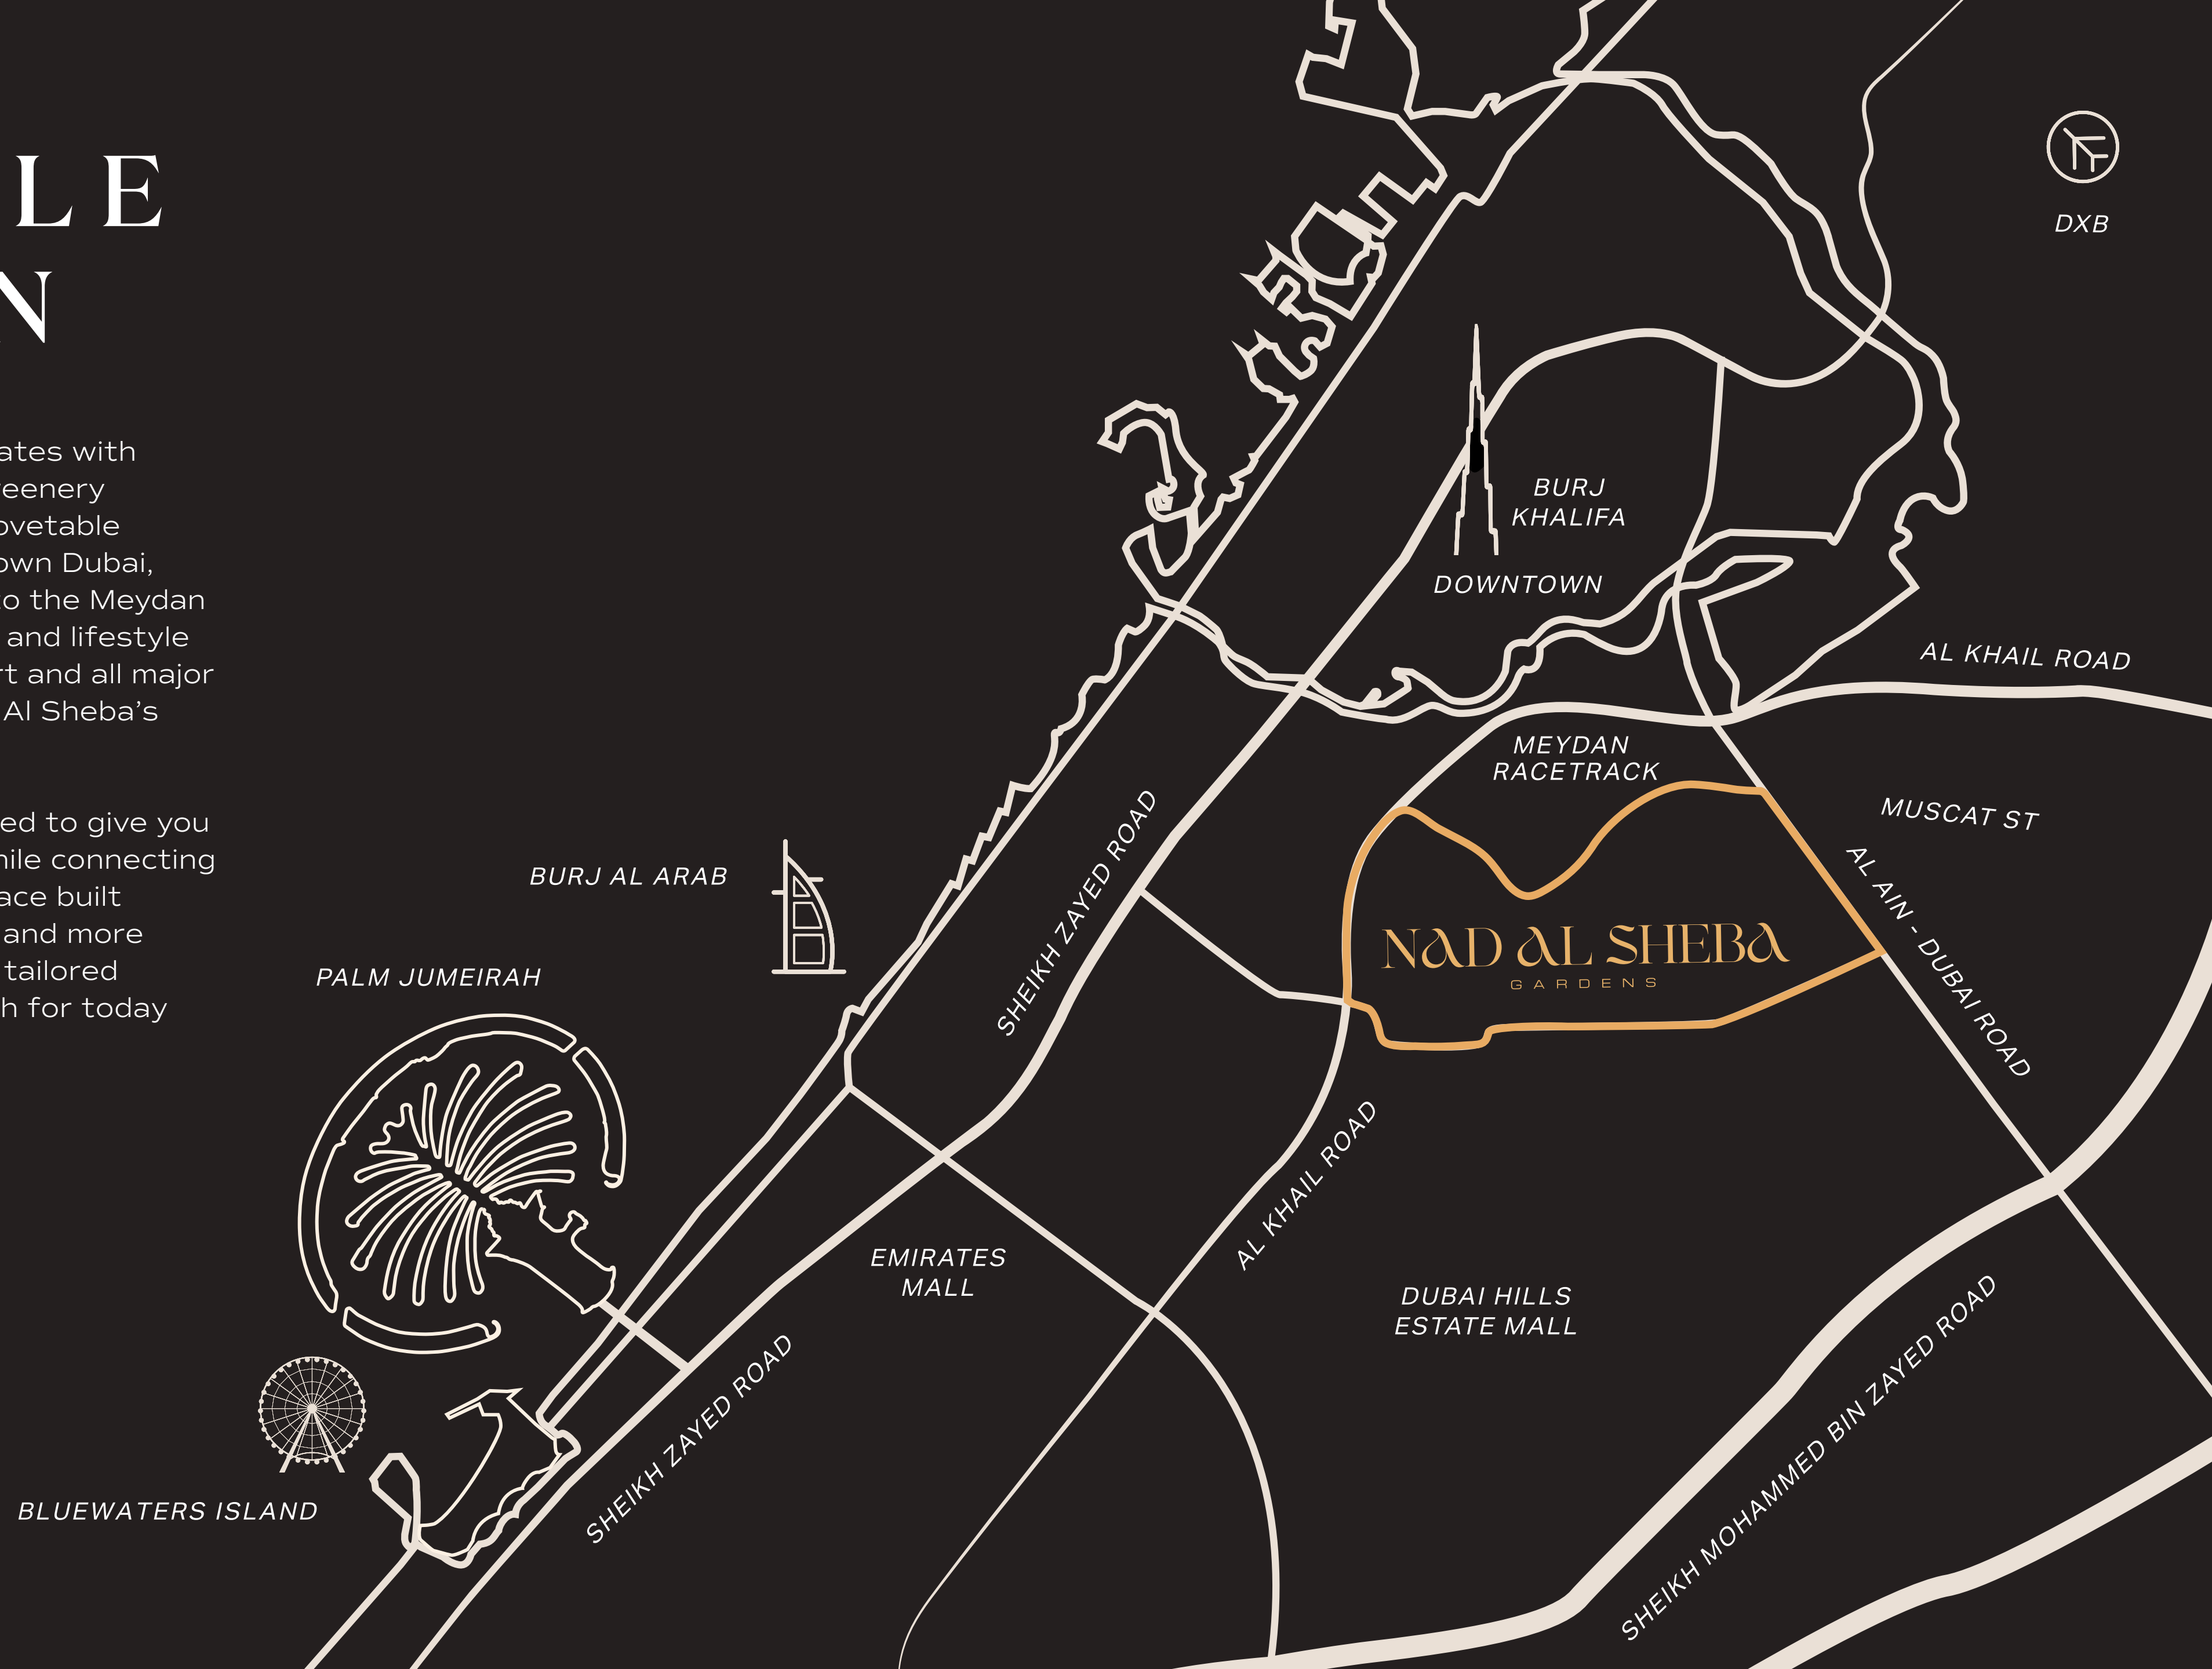 LE
N
ates with
eenery
ovetable
own Dubai,
to the Meydan
and lifestyle
rt and all major
Al Sheba's
ed to give you
hile connecting
ace built
and more
tailored
h for today
DXB
BURJ
KHALIFA
DOWNTOWN
AL KHAIL ROAD
MEYDAN
RACETRACK
MUSCAT ST
AL AIN - DUBAI ROAD
SHEIKH ZAYED ROAD
BURJ AL ARAB
NAD AL SHEBA
GARDENS
PALM JUMEIRAH
AL KHAIL ROAD
EMIRATES
MALL
DUBAI HILLS
ESTATE MALL
SHEIKH ZAYED ROAD
SHEIKH MOHAMMED BIN ZAYED ROAD
BLUEWATERS ISLAND